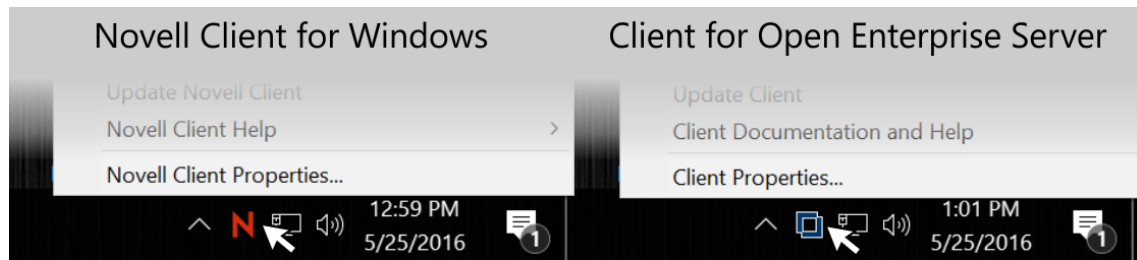 Novell Client for Windows
Update Novell Client
Novell Client Help
Novell Client Properties...
N
12:59 PM
5/25/2016
1
Client for Open Enterprise Server
Update Client
Client Documentation and Help
Client Properties...
1:01 PM
5/25/2016
1